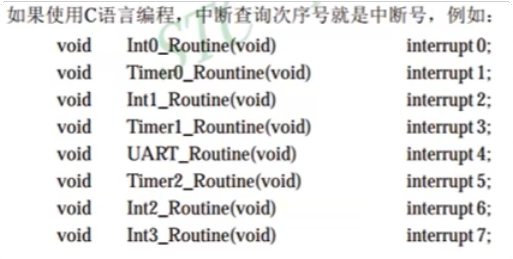 如果使用C语言编程，中断查询次序号就是中断号，例如：
void Int0_Routine(void) interrupt 0;
void Timer0_Rountine(void) interrupt 1;
void Int1_Routine(void) interrupt 2;
void Timer1_Rountine(void) interrupt 3;
void UART_Routine(void) interrupt 4;
void Timer2_Routine(void) interrupt 5;
void Int2_Routine(void) interrupt 6;
void Int3_Routine(void) interrupt 7;